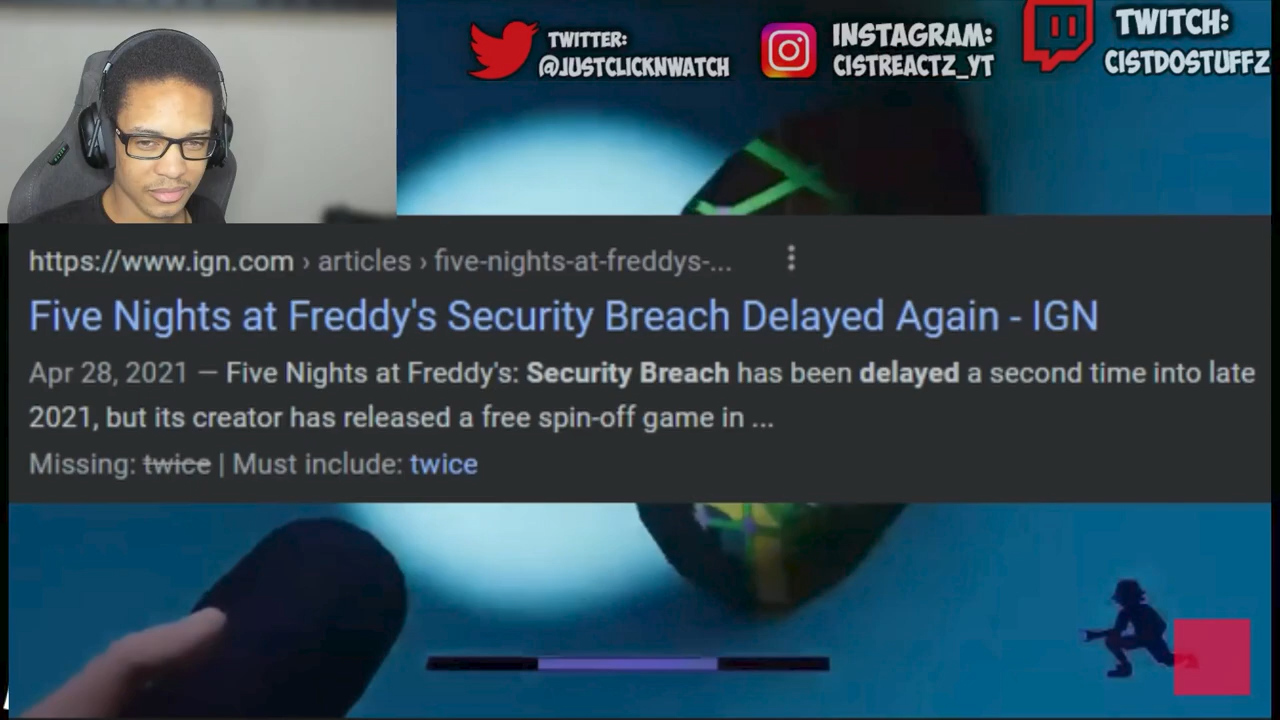 TWITTER:
@JUSTCLICKNWATCH
INSTAGRAM:
CISTREACTZ_YT
TWITCH:
CISTDOSTUFFZ
https://www.ign.com › articles › five-nights-at-freddys-...
Five Nights at Freddy's Security Breach Delayed Again - IGN
Apr 28, 2021 — Five Nights at Freddy's: Security Breach has been delayed a second time into late
2021, but its creator has released a free spin-off game in ...
Missing: twice | Must include: twice